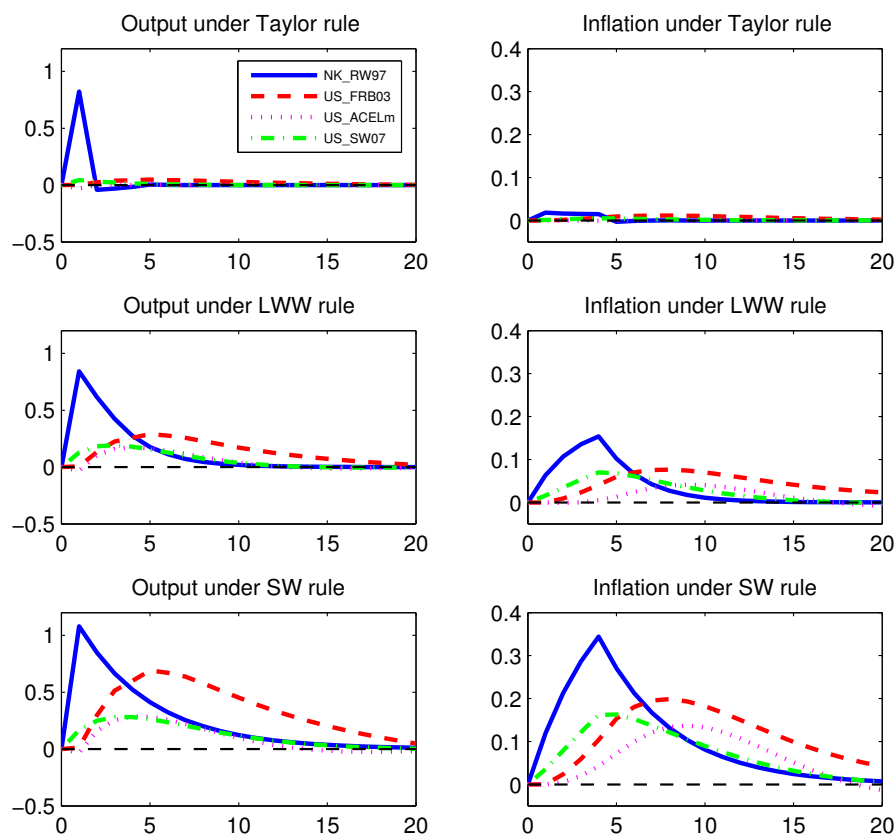 Output under Taylor rule
1
0.5
0
−0.5
0 5 10 15 20
NK_RW97
US_FRB03
US_ACELm
US_SW07
Inflation under Taylor rule
0.4
0.3
0.2
0.1
0
0 5 10 15 20
Output under LWW rule
1
0.5
0
−0.5
0 5 10 15 20
Inflation under LWW rule
0.4
0.3
0.2
0.1
0
0 5 10 15 20
Output under SW rule
1
0.5
0
−0.5
0 5 10 15 20
Inflation under SW rule
0.4
0.3
0.2
0.1
0
0 5 10 15 20